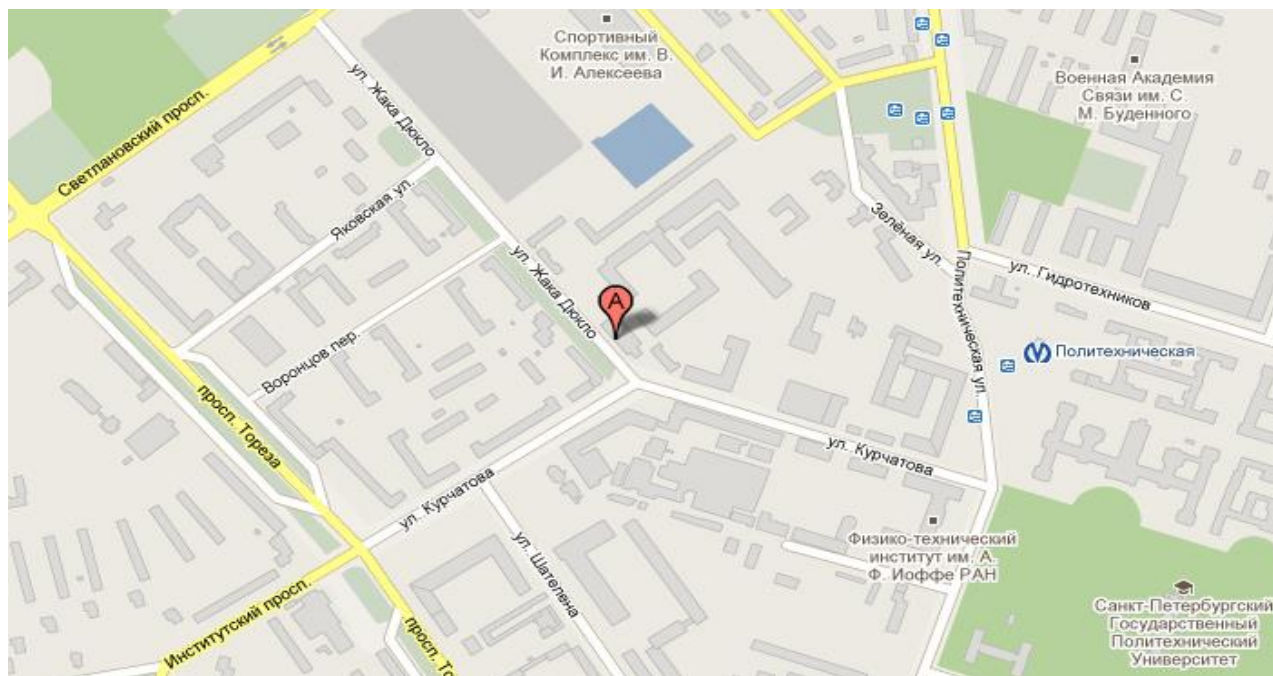 Спортивный
Комплекс им. В.
И. Алексеева
Военная Академия
Связи им. С.
М. Буденного
ул. Жака Дюкло
Светлановский просп.
Яковская ул.
Зелёная ул.
ул. Жака Дюкло
Политехническая ул.
ул. Гидротехников
A
Воронцов пер.
Политехническая
просп. Тореза
ул. Курчатова
ул. Курчатова
ул. Шателена
Физико-технический
институт им. А.
Ф. Иоффе РАН
Институтский просп.
просп. То
Санкт-Петербургский
Государственный
Политехнический
Университет